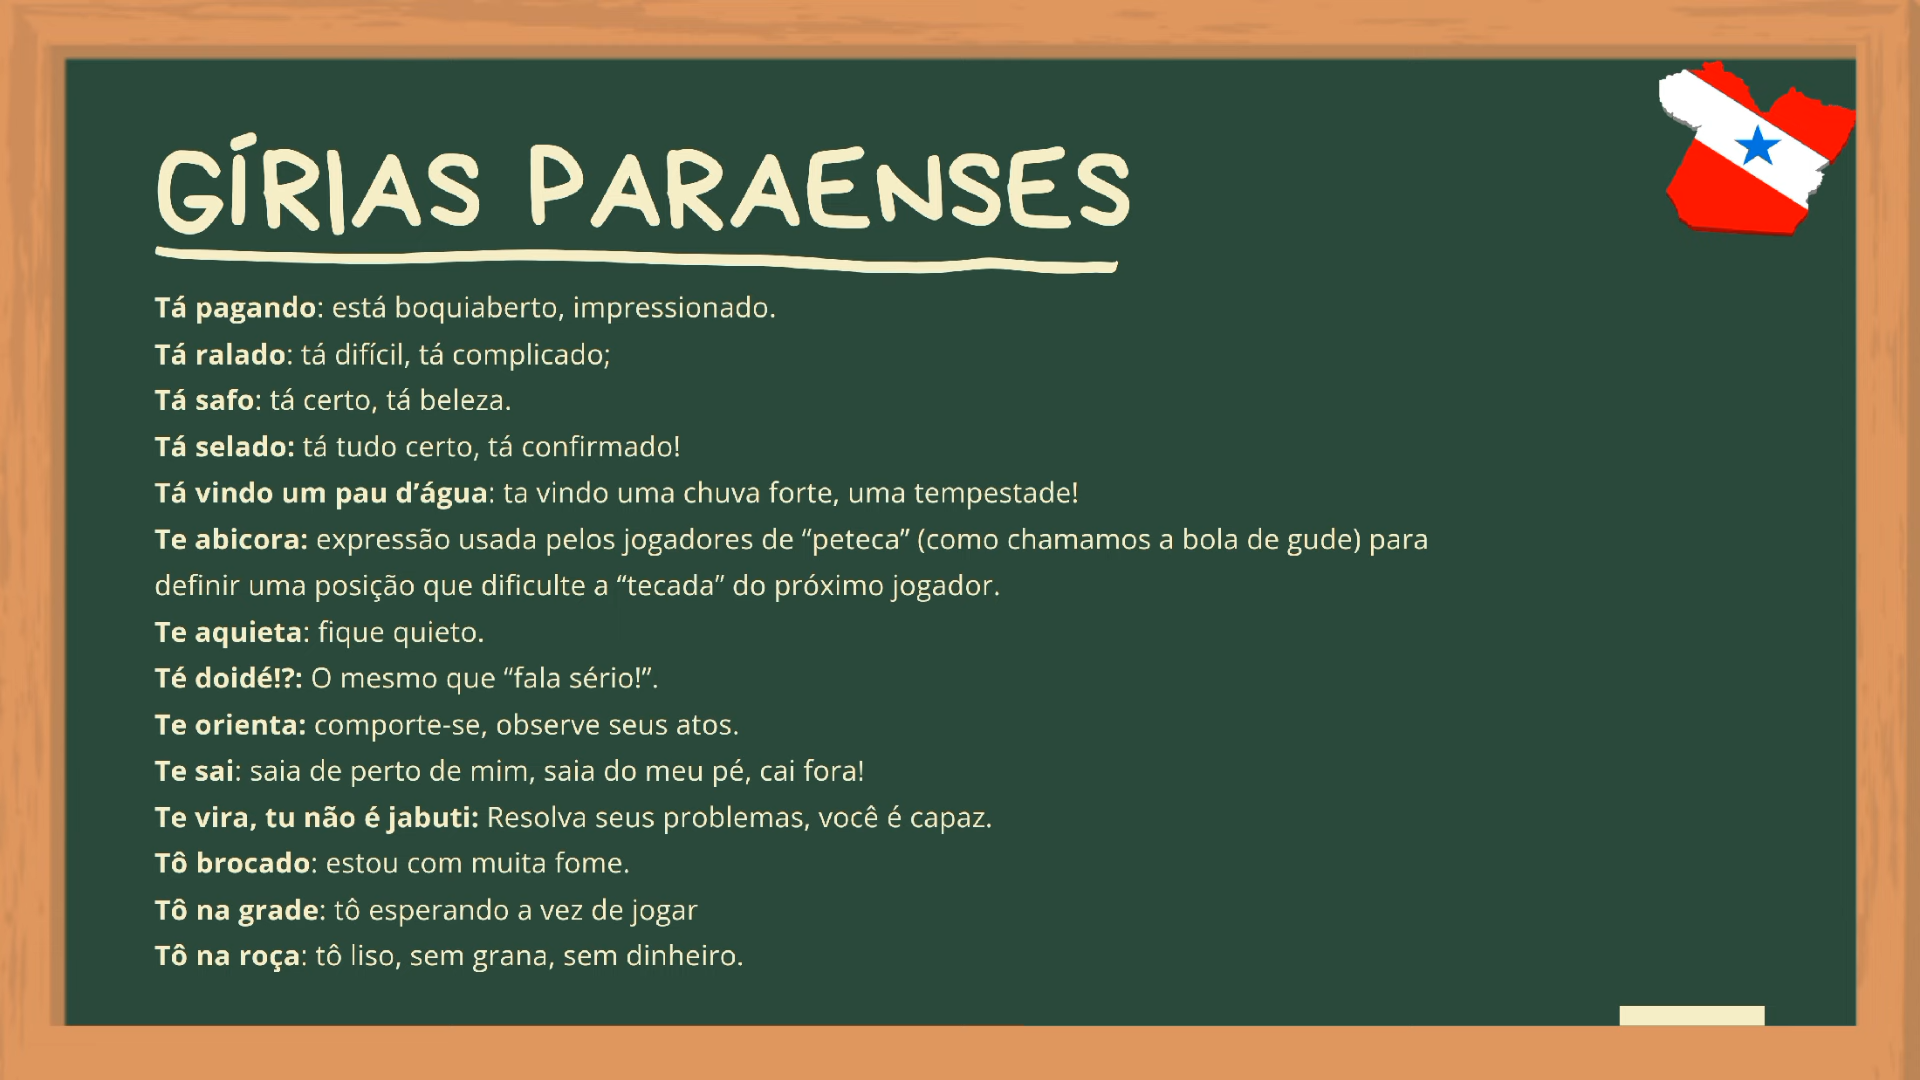 GÍRIAS PARAENSES
Tá pagando: está boquiaberto, impressionado.
Tá ralado: tá difícil, tá complicado;
Tá safo: tá certo, tá beleza.
Tá selado: tá tudo certo, tá confirmado!
Tá vindo um pau d’água: ta vindo uma chuva forte, uma tempestade!
Te abicora: expressão usada pelos jogadores de “peteca” (como chamamos a bola de gude) para
definir uma posição que dificulte a “tecada” do próximo jogador.
Te aquieta: fique quieto.
Té doidé!?: O mesmo que “fala sério!”.
Te orienta: comporte-se, observe seus atos.
Te sai: saia de perto de mim, saia do meu pé, cai fora!
Te vira, tu não é jabuti: Resolva seus problemas, você é capaz.
Tô brocado: estou com muita fome.
Tô na grade: tô esperando a vez de jogar
Tô na roça: tô liso, sem grana, sem dinheiro.